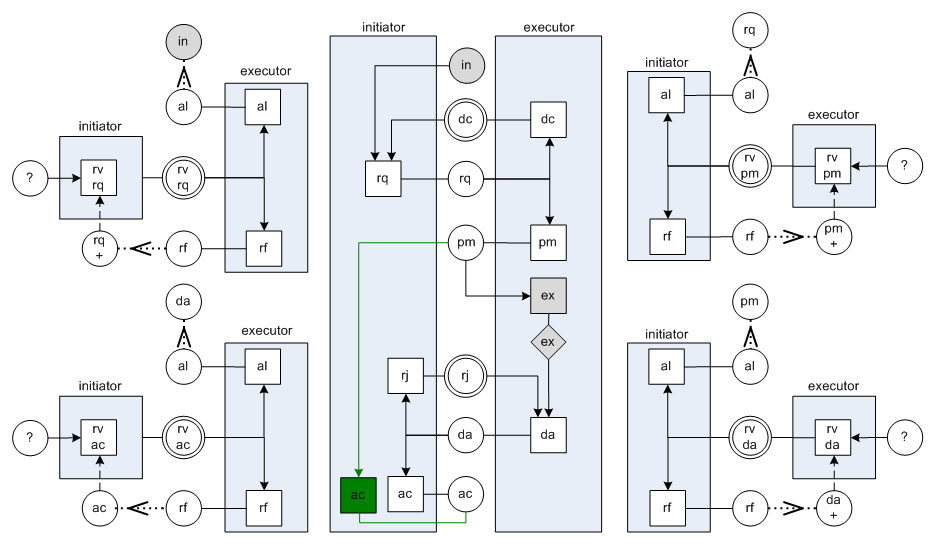 in
executor
al
al
initiator
?
rv
rq
rv
rq
rq
+
rf
rf
initiator
executor
in
dc
dc
rq
rq
pm
pm
ex
ex
rj
rj
da
da
ac
ac
ac
rq
initiator
al
al
executor
rv
pm
rv
pm
?
rf
rf
pm
+
da
executor
al
al
initiator
?
rv
ac
rv
ac
ac
rf
rf
pm
initiator
al
al
executor
rv
da
rv
da
?
rf
rf
da
+